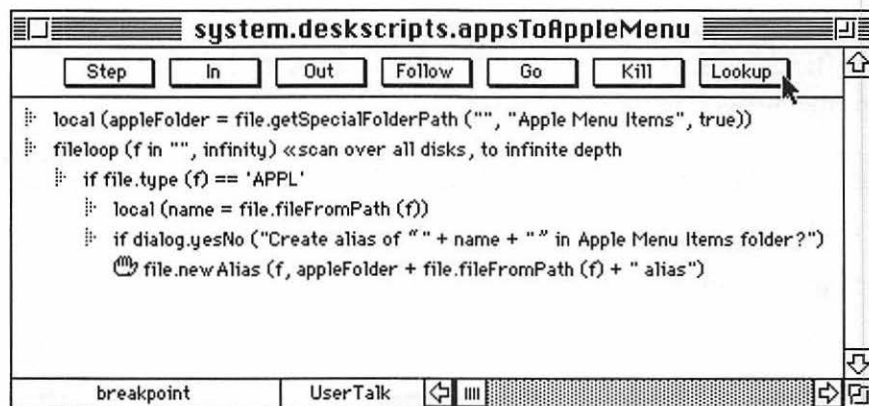 system.deskscripts.appsToAppleMenu
Step In Out Follow Go Kill Lookup
local (appleFolder = file.getSpecialFolderPath ("", "Apple Menu Items", true))
fileloop (f in "", infinity) «scan over all disks, to infinite depth
if file.type (f) == 'APPL'
local (name = file.fileFromPath (f))
if dialog.yesNo ("Create alias of “" + name + "” in Apple Menu Items folder?")
file.newAlias (f, appleFolder + file.fileFromPath (f) + " alias")
breakpoint UserTalk